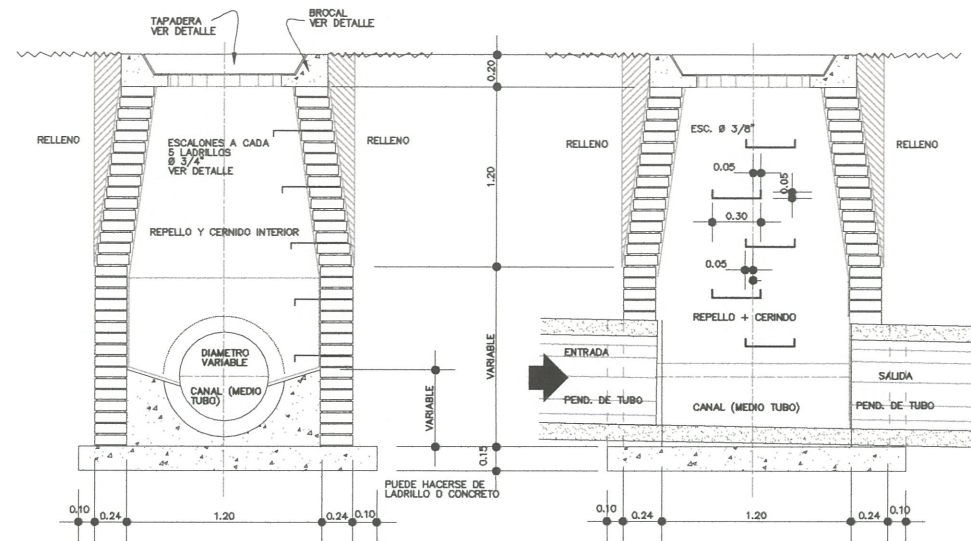 TAPADERA
VER DETALLE
BROCAL
VER DETALLE
0.20
RELLENO
ESCALONES A CADA
5 LADRILLOS
Ø 3/4"
VER DETALLE
RELLENO
1.20
REPELLO Y CERNIDO INTERIOR
DIAMETRO
VARIABLE
CANAL (MEDIO
TUBO)
VARIABLE
VARIABLE
0.15
PUEDE HACERSE DE
LADRILLO O CONCRETO
0.10
0.24
1.20
0.24
0.10
RELLENO
ESC. Ø 3/8"
RELLENO
0.05
0.05
0.30
0.05
REPELLO + CERINDO
ENTRADA
SALIDA
PEND. DE TUBO
CANAL (MEDIO TUBO)
PEND. DE TUBO
0.10
0.24
1.20
0.24
0.10